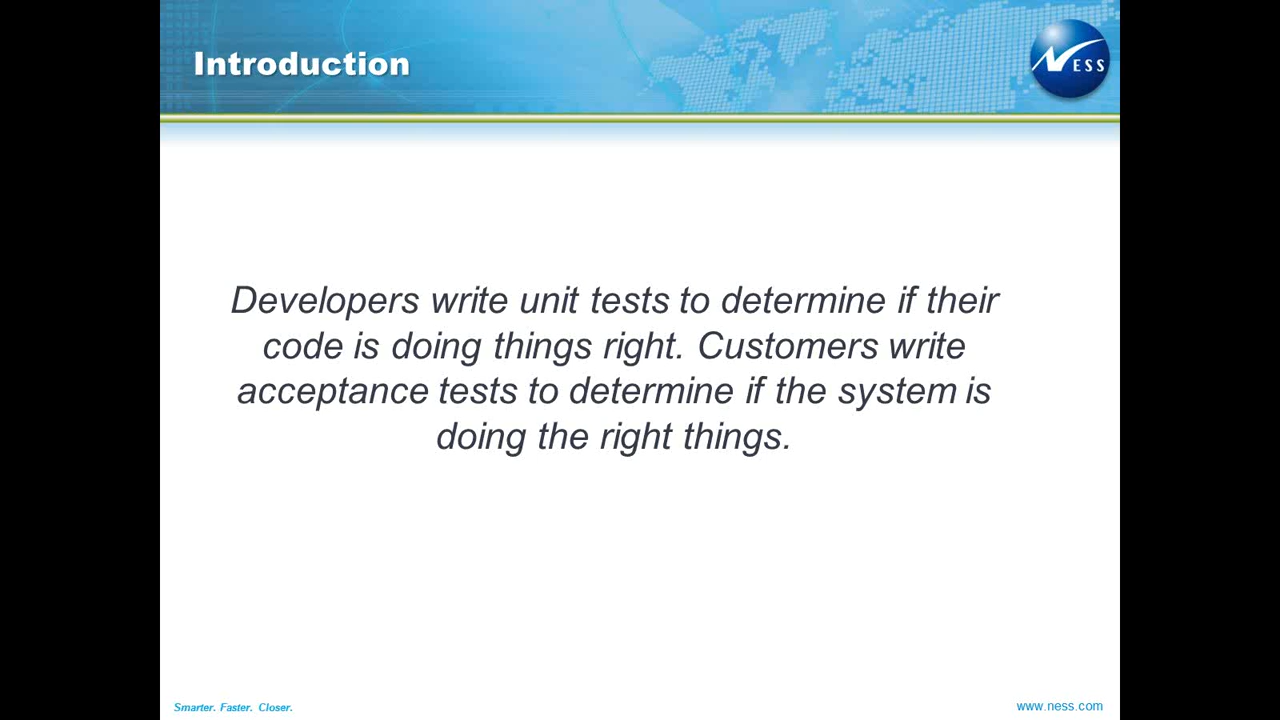 Introduction
NESS
Developers write unit tests to determine if their
code is doing things right. Customers write
acceptance tests to determine if the system is
doing the right things.
Smarter. Faster. Closer.
www.ness.com